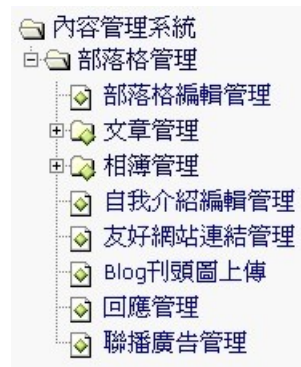 內容管理系統
部落格管理
部落格編輯管理
文章管理
相簿管理
自我介紹編輯管理
友好網站連結管理
Blog刊頭圖上傳
回應管理
聯播廣告管理